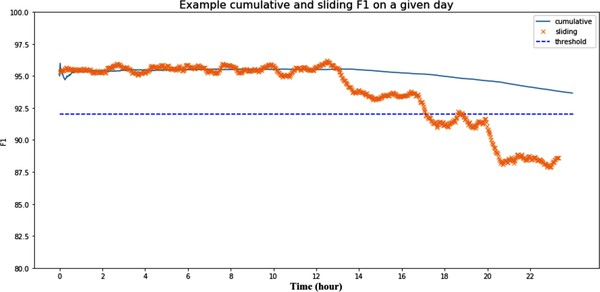 Example cumulative and sliding F1 on a given day
cumulative
sliding
threshold
100.0
97.5
95.0
92.5
90.0
87.5
85.0
82.5
80.0
F1
0 2 4 6 8 10 12 14 16 18 20 22
Time (hour)